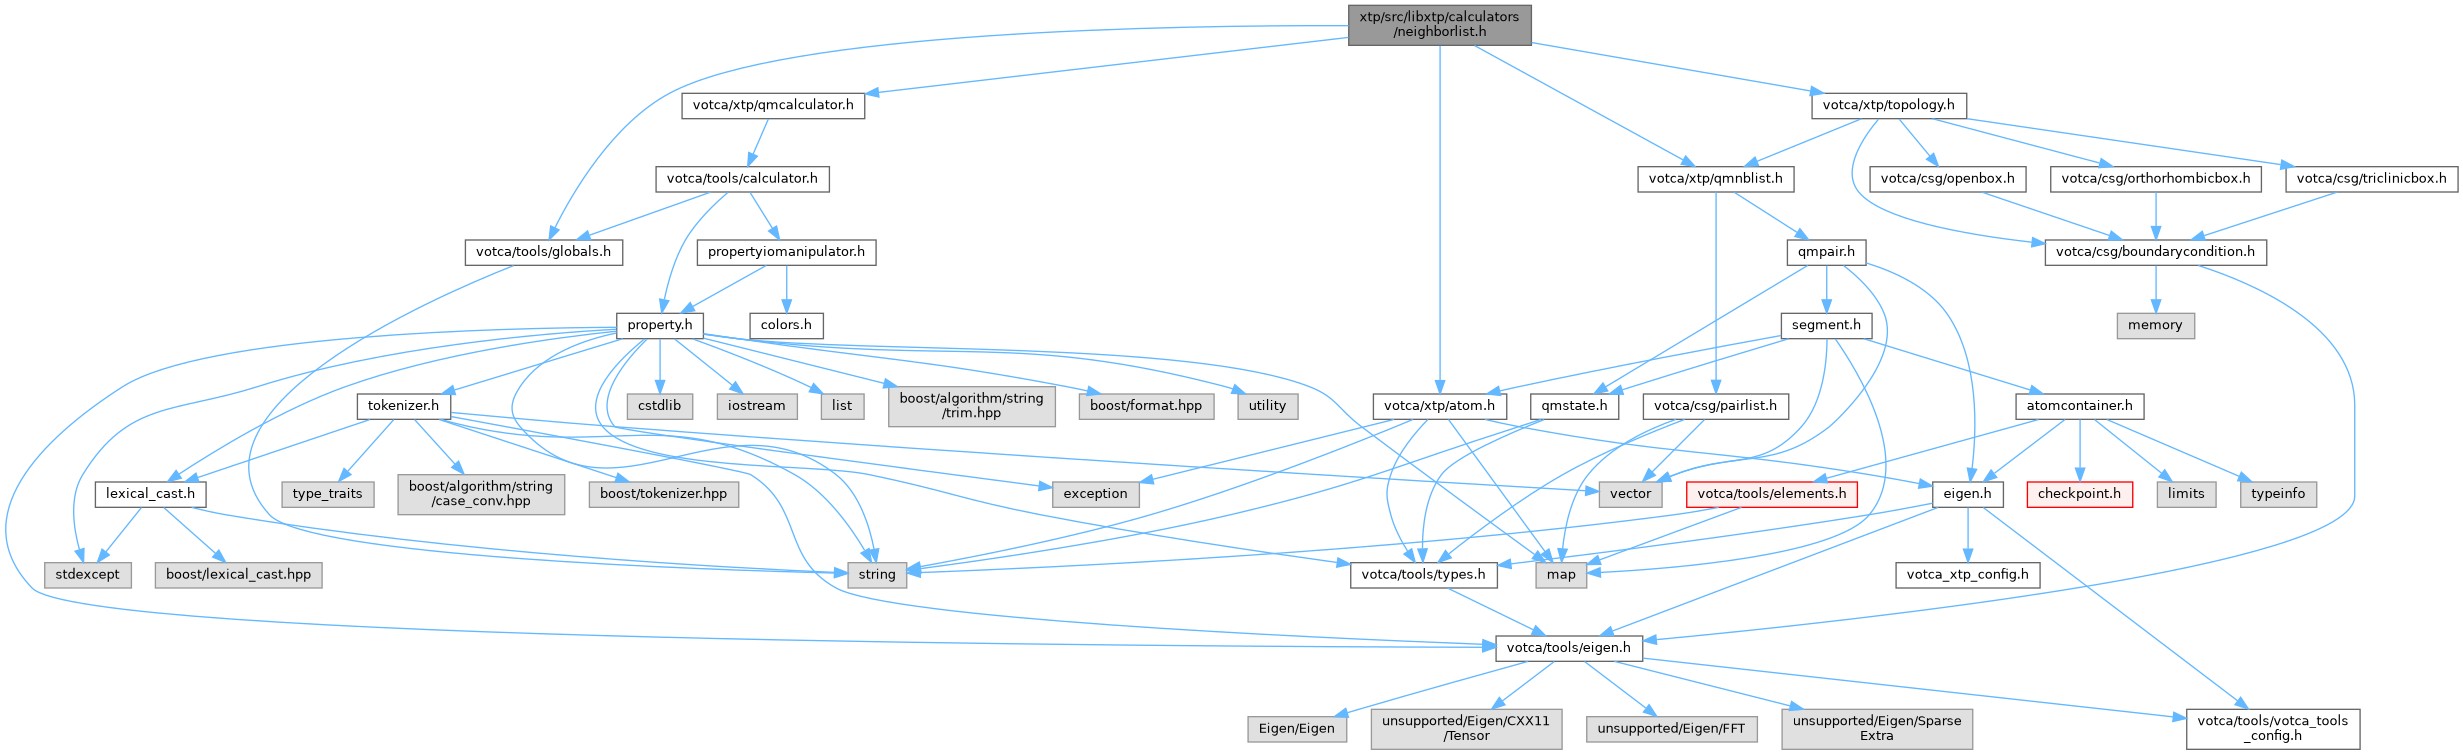 xtp/src/libxtp/calculators
/neighborlist.h
votca/xtp/qmcalculator.h
votca/xtp/topology.h
votca/tools/calculator.h
votca/xtp/qmnblist.h
votca/csg/openbox.h
votca/csg/orthorhombicbox.h
votca/csg/triclinicbox.h
votca/tools/globals.h
propertyiomanipulator.h
qmpair.h
votca/csg/boundarycondition.h
property.h
colors.h
segment.h
memory
tokenizer.h
cstdlib
iostream
list
boost/algorithm/string
/trim.hpp
boost/format.hpp
utility
votca/xtp/atom.h
qmstate.h
votca/csg/pairlist.h
atomcontainer.h
lexical_cast.h
type_traits
boost/algorithm/string
/case_conv.hpp
boost/tokenizer.hpp
exception
vector
votca/tools/elements.h
eigen.h
checkpoint.h
limits
typeinfo
stdexcept
boost/lexical_cast.hpp
string
votca/tools/types.h
map
votca_xtp_config.h
votca/tools/eigen.h
Eigen/Eigen
unsupported/Eigen/CXX11
/Tensor
unsupported/Eigen/FFT
unsupported/Eigen/Sparse
Extra
votca/tools/votca_tools
_config.h